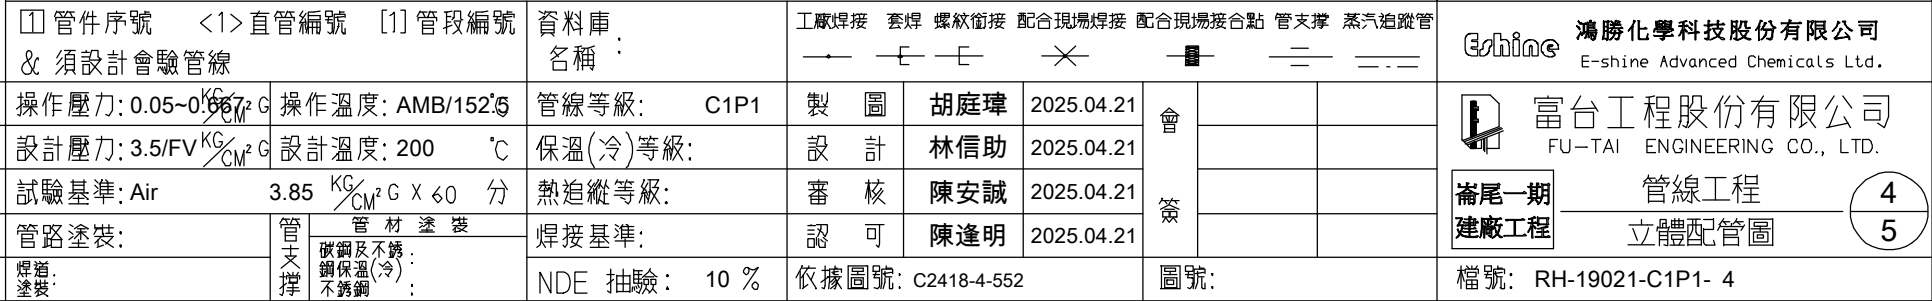 1 管件序號 <1>直管編號 [1] 管段編號
& 須設計會驗管線
資料庫
名稱 :
工廠焊接 套焊 螺紋銜接 配合現場焊接 配合現場接合點 管支撐 蒸汽追蹤管
Eshine 鴻勝化學科技股份有限公司
E-shine Advanced Chemicals Ltd.
操作壓力: 0.05~0.667 KG/CM² G 操作溫度: AMB/152.5 °C 管線等級: C1P1
設計壓力: 3.5/FV KG/CM² G 設計溫度: 200 °C 保溫(冷)等級:
試驗基準: Air 3.85 KG/CM² G X 60 分 熱追縱等級:
管路塗裝: 焊接基準:
焊道
塗裝 :
管支撐
管材塗裝
碳鋼及不銹 :
鋼保溫(冷)
不銹鋼 :
NDE 抽驗: 10 %
製圖 胡庭瑋 2025.04.21
設計 林信助 2025.04.21
審核 陳安誠 2025.04.21
認可 陳逢明 2025.04.21
會簽
依據圖號: C2418-4-552 圖號:
富台工程股份有限公司
FU-TAI ENGINEERING CO., LTD.
崙尾一期
建廠工程
管線工程
立體配管圖
4
5
檔號: RH-19021-C1P1- 4